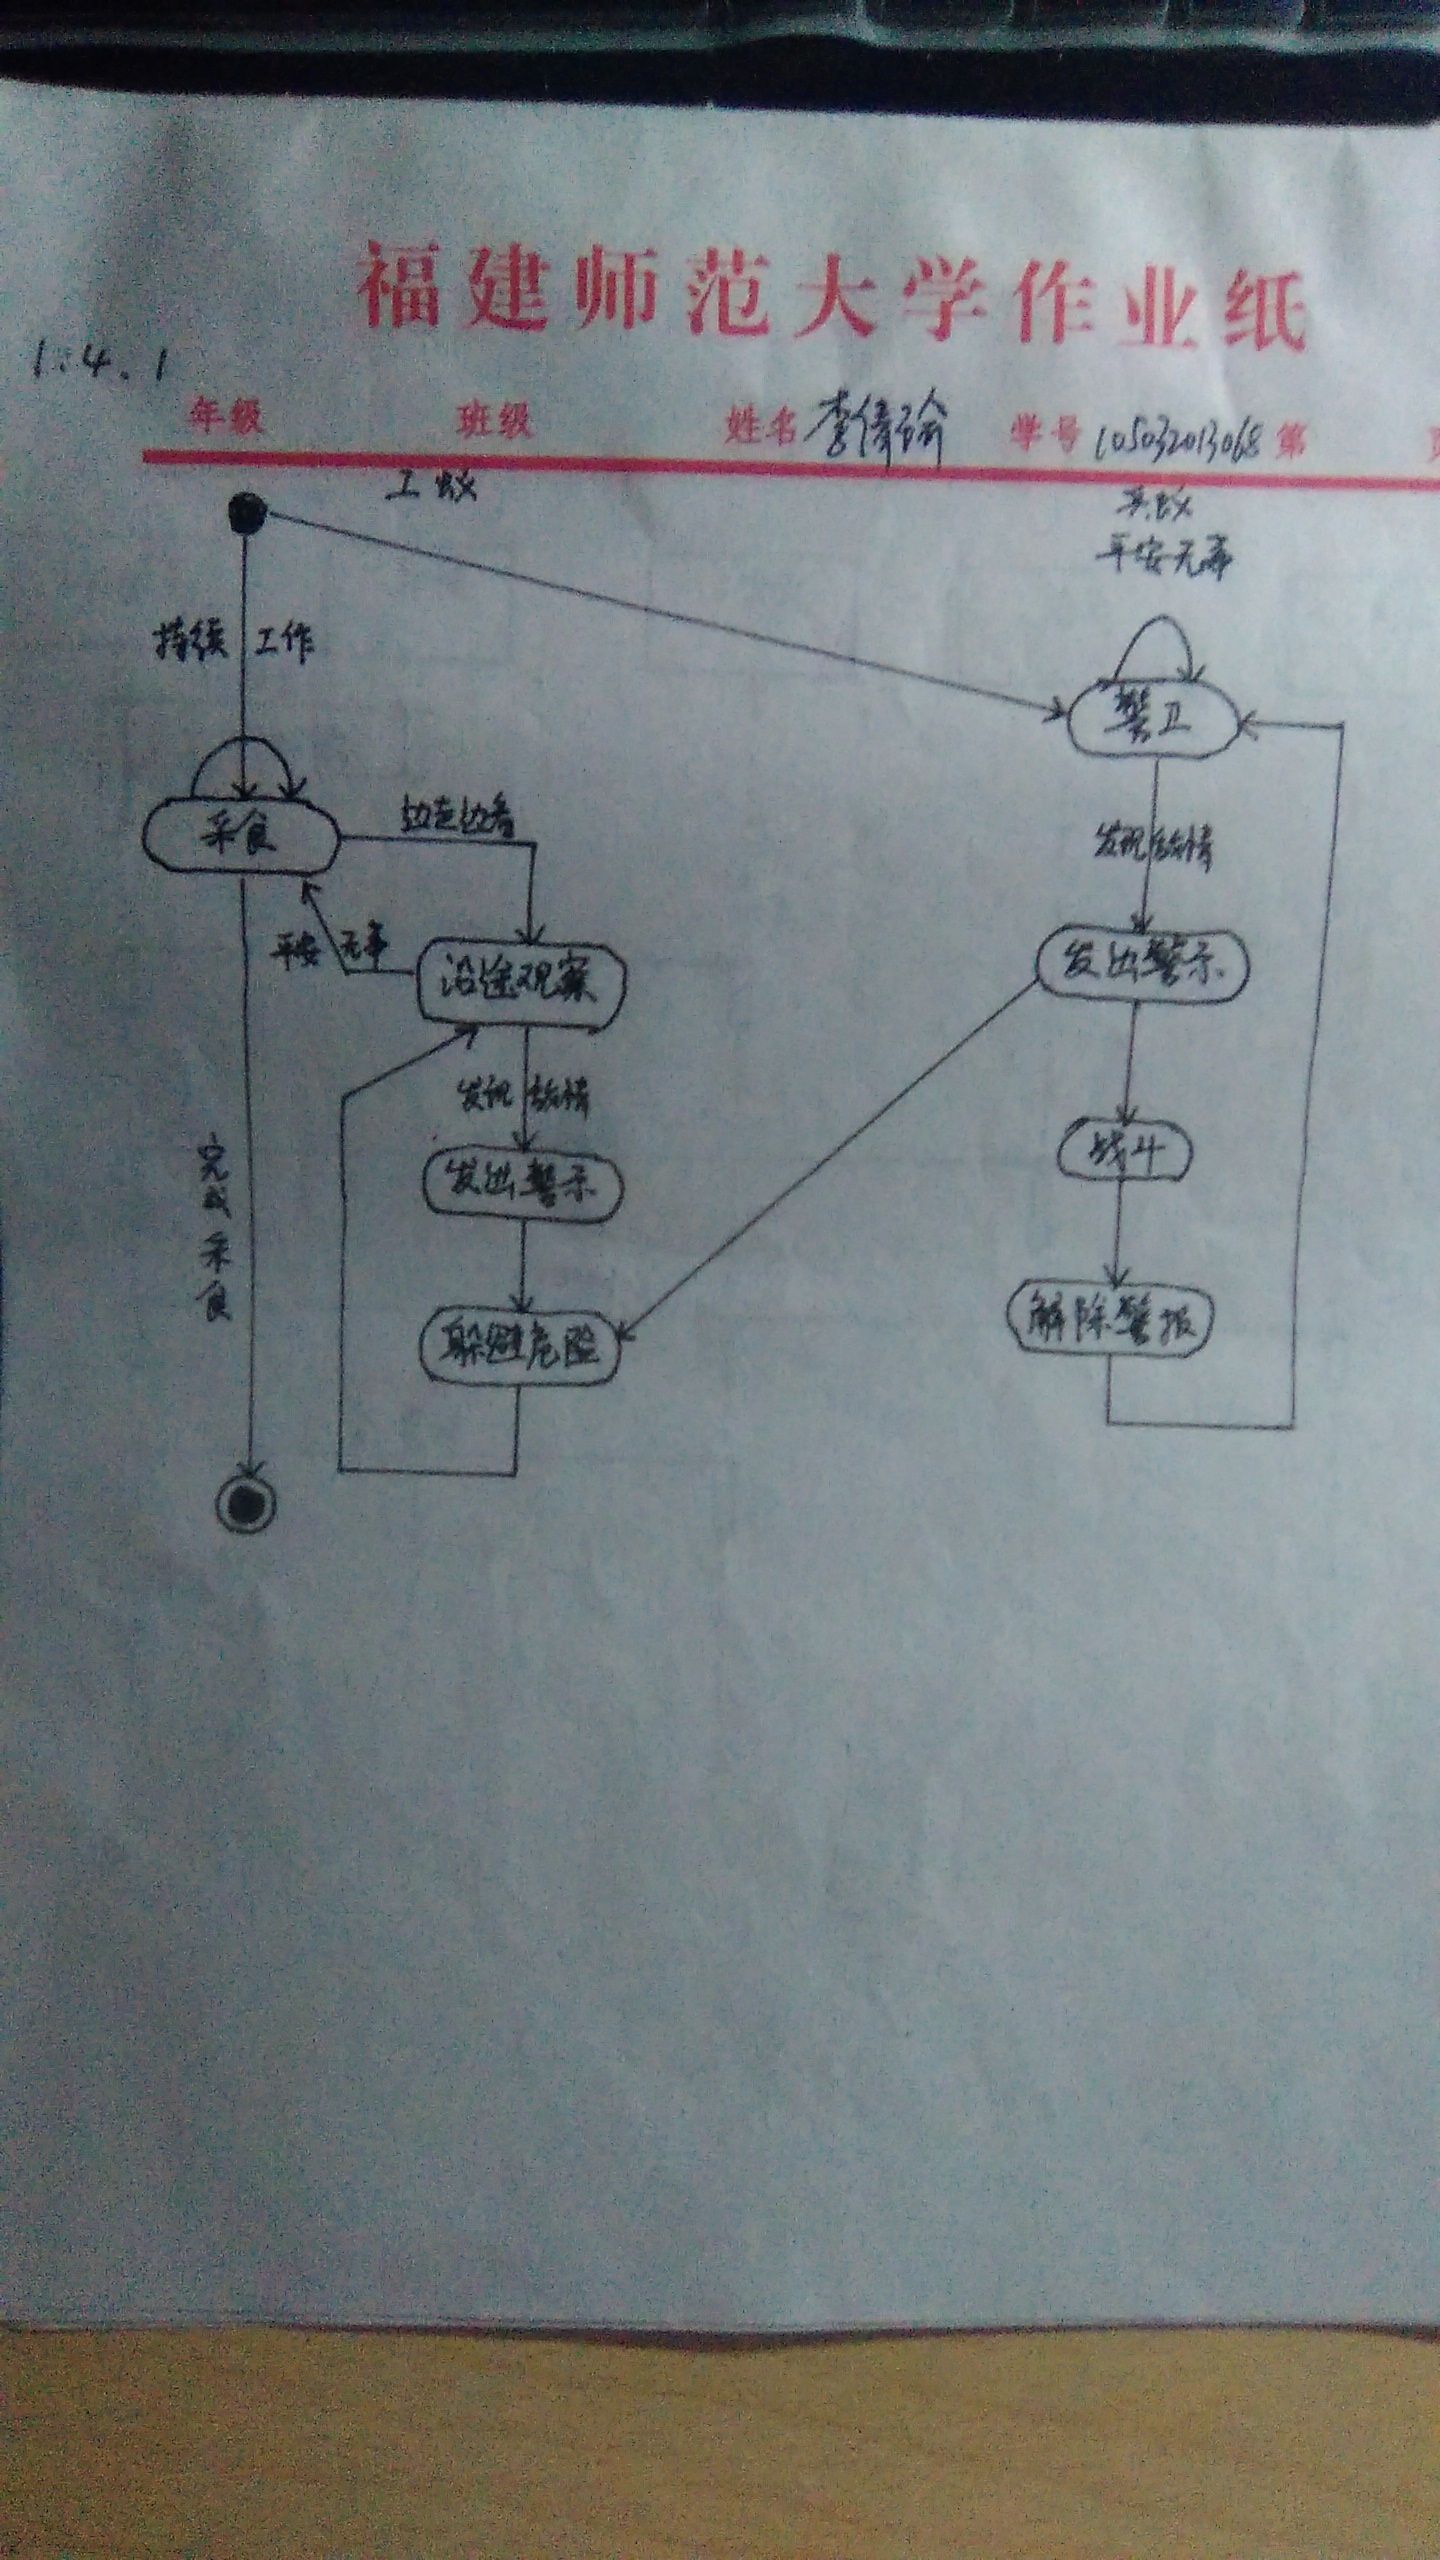 福建师范大学作业纸
1:4.1
年级 班级 姓名 李倩瑜 学号 105032013068 第 页
工蚁
兵蚁
平安无事
持续工作
警卫
采食
边走边看
发现敌情
平安无事
沿途观察
发出警示
发现敌情
完成采食
发出警示
战斗
躲避危险
解除警报